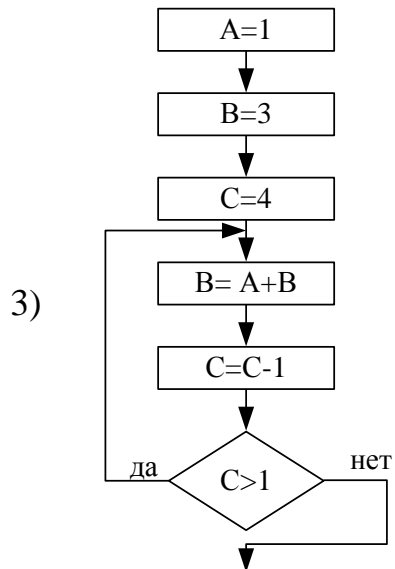 A=1
B=3
C=4
3)
B= A+B
C=C-1
да
C>1
нет